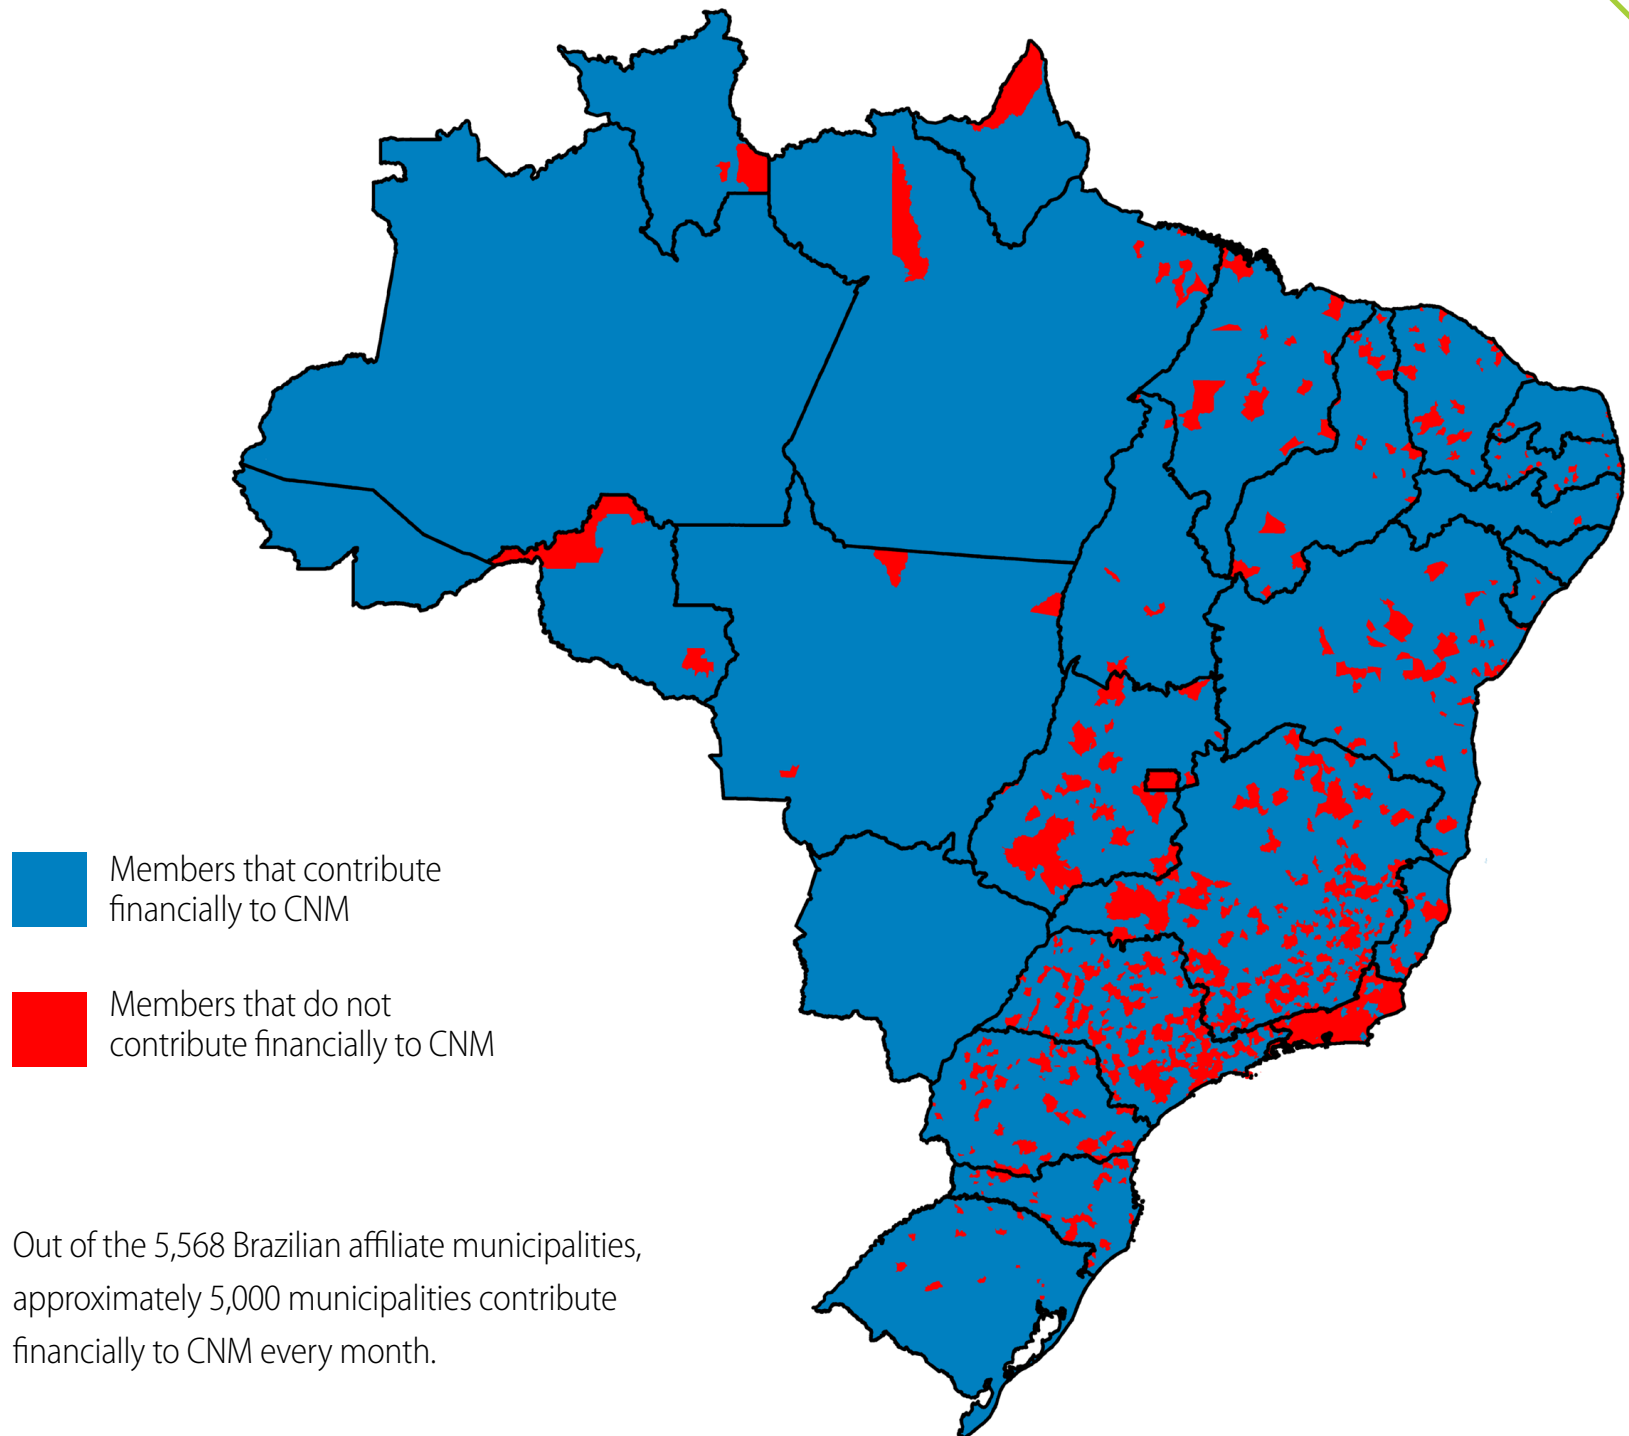 Members that contribute
financially to CNM
Members that do not
contribute financially to CNM
Out of the 5,568 Brazilian affiliate municipalities,
approximately 5,000 municipalities contribute
financially to CNM every month.